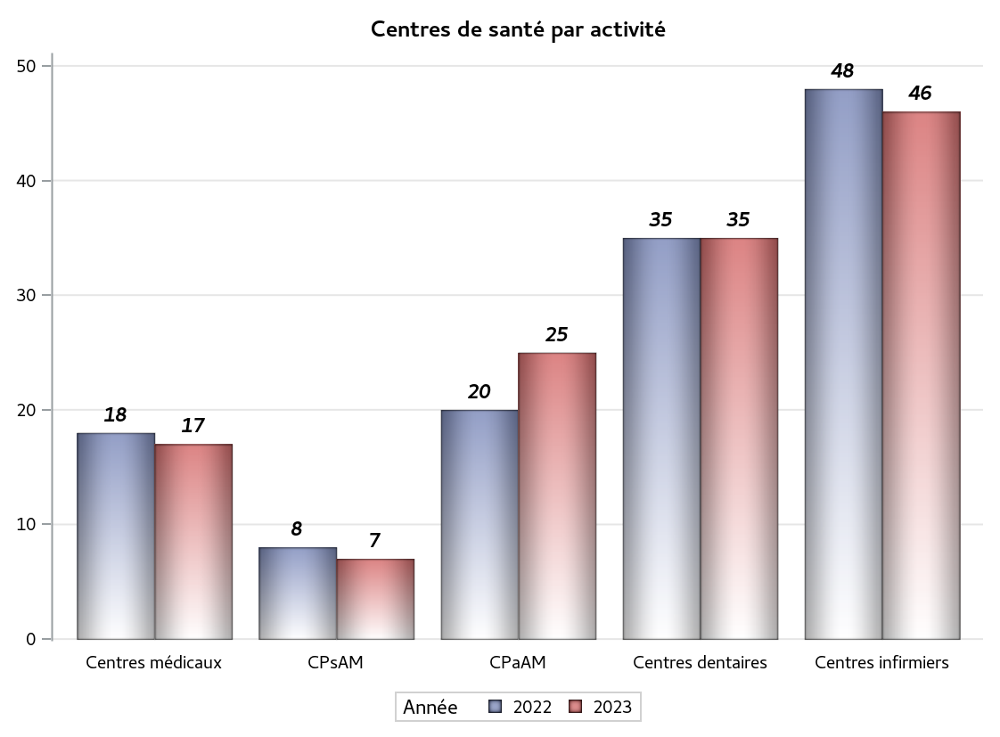 Centres de santé par activité
50
40
30
20
10
0
18
17
8
7
20
25
35
35
48
46
Centres médicaux
CPsAM
CPaAM
Centres dentaires
Centres infirmiers
Année 2022 2023